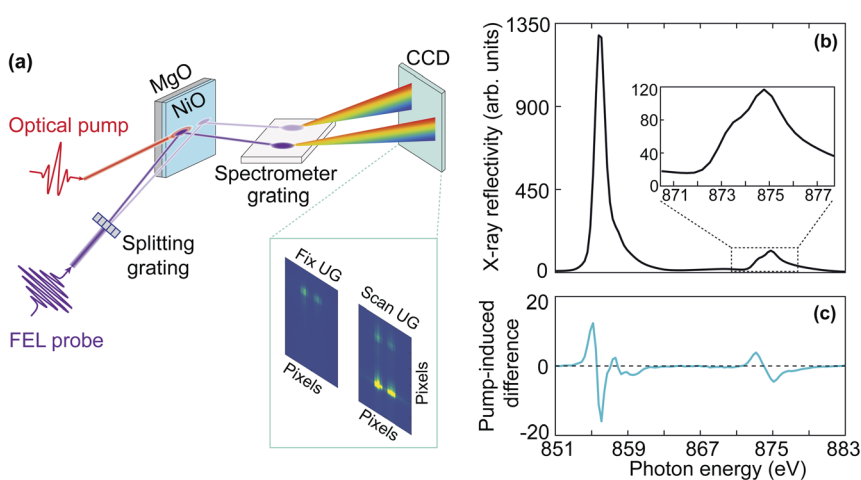 (a)
MgO
NiO
CCD
Optical pump
Spectrometer
grating
Splitting
grating
FEL probe
Fix UG
Scan UG
Pixels
Pixels
Pixels
X-ray reflectivity (arb. units)
1350
900
450
0
(b)
120
80
40
0
871
873
875
877
Pump-induced
difference
20
0
-20
(c)
851
859
867
875
883
Photon energy (eV)